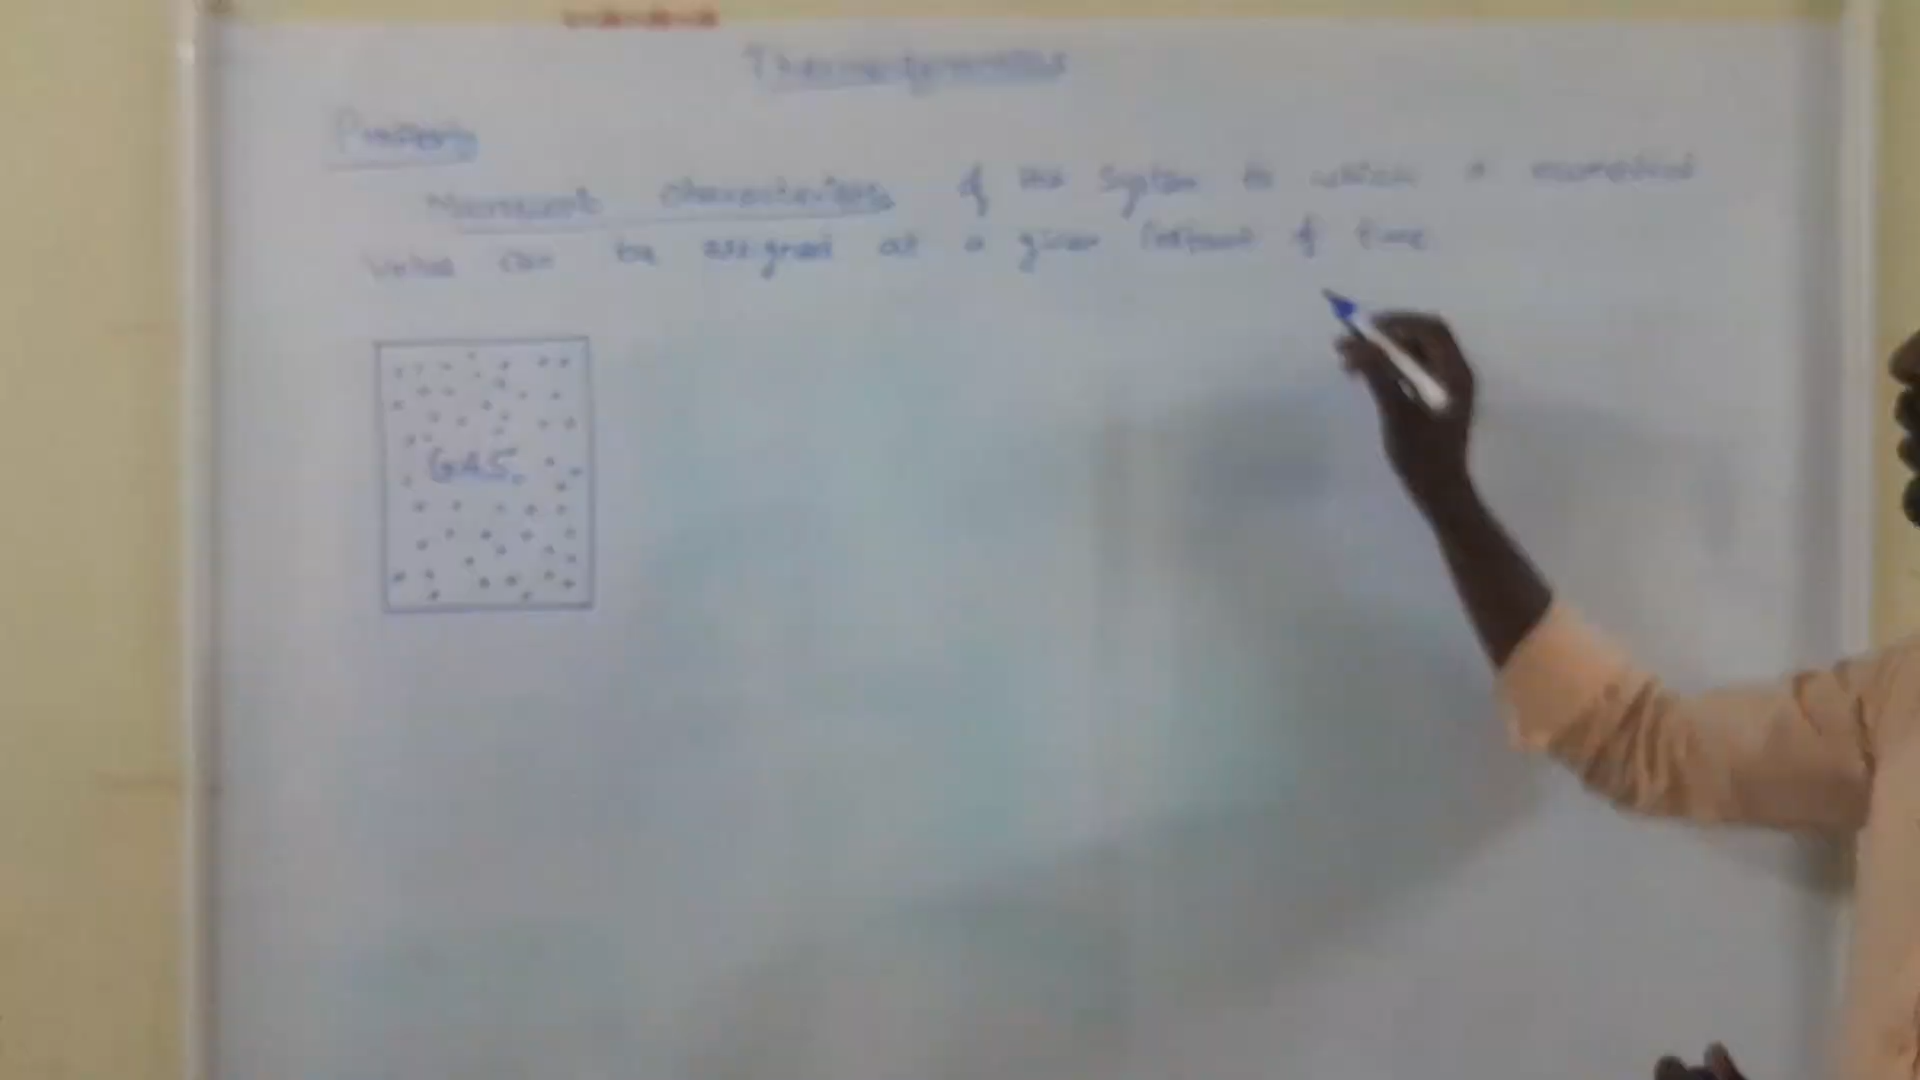 Thermodynamics
Property
Macroscopic characteristics of the system to which a numerical
value can be assigned at a given instant of time.
GAS